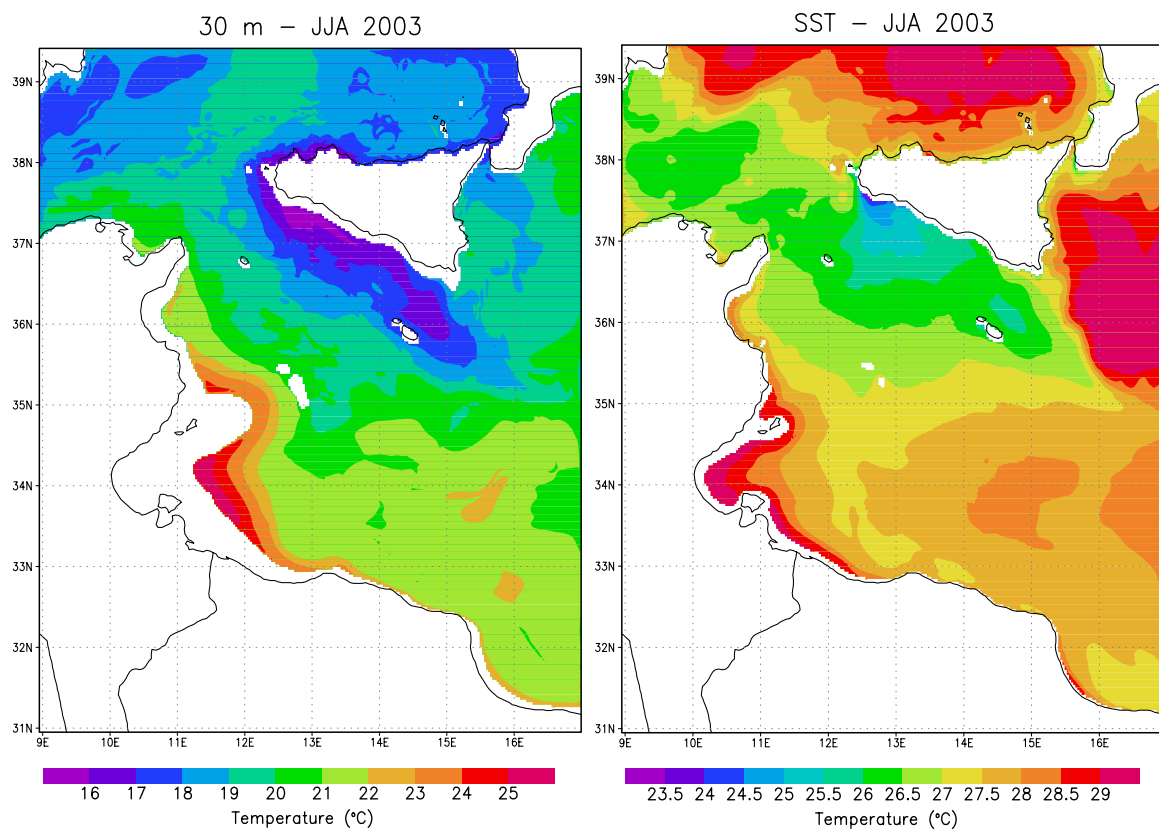 30 m – JJA 2003
39N
38N
37N
36N
35N
34N
33N
32N
31N
9E 10E 11E 12E 13E 14E 15E 16E
16 17 18 19 20 21 22 23 24 25
Temperature (°C)
SST – JJA 2003
39N
38N
37N
36N
35N
34N
33N
32N
31N
9E 10E 11E 12E 13E 14E 15E 16E
23.5 24 24.5 25 25.5 26 26.5 27 27.5 28 28.5 29
Temperature (°C)